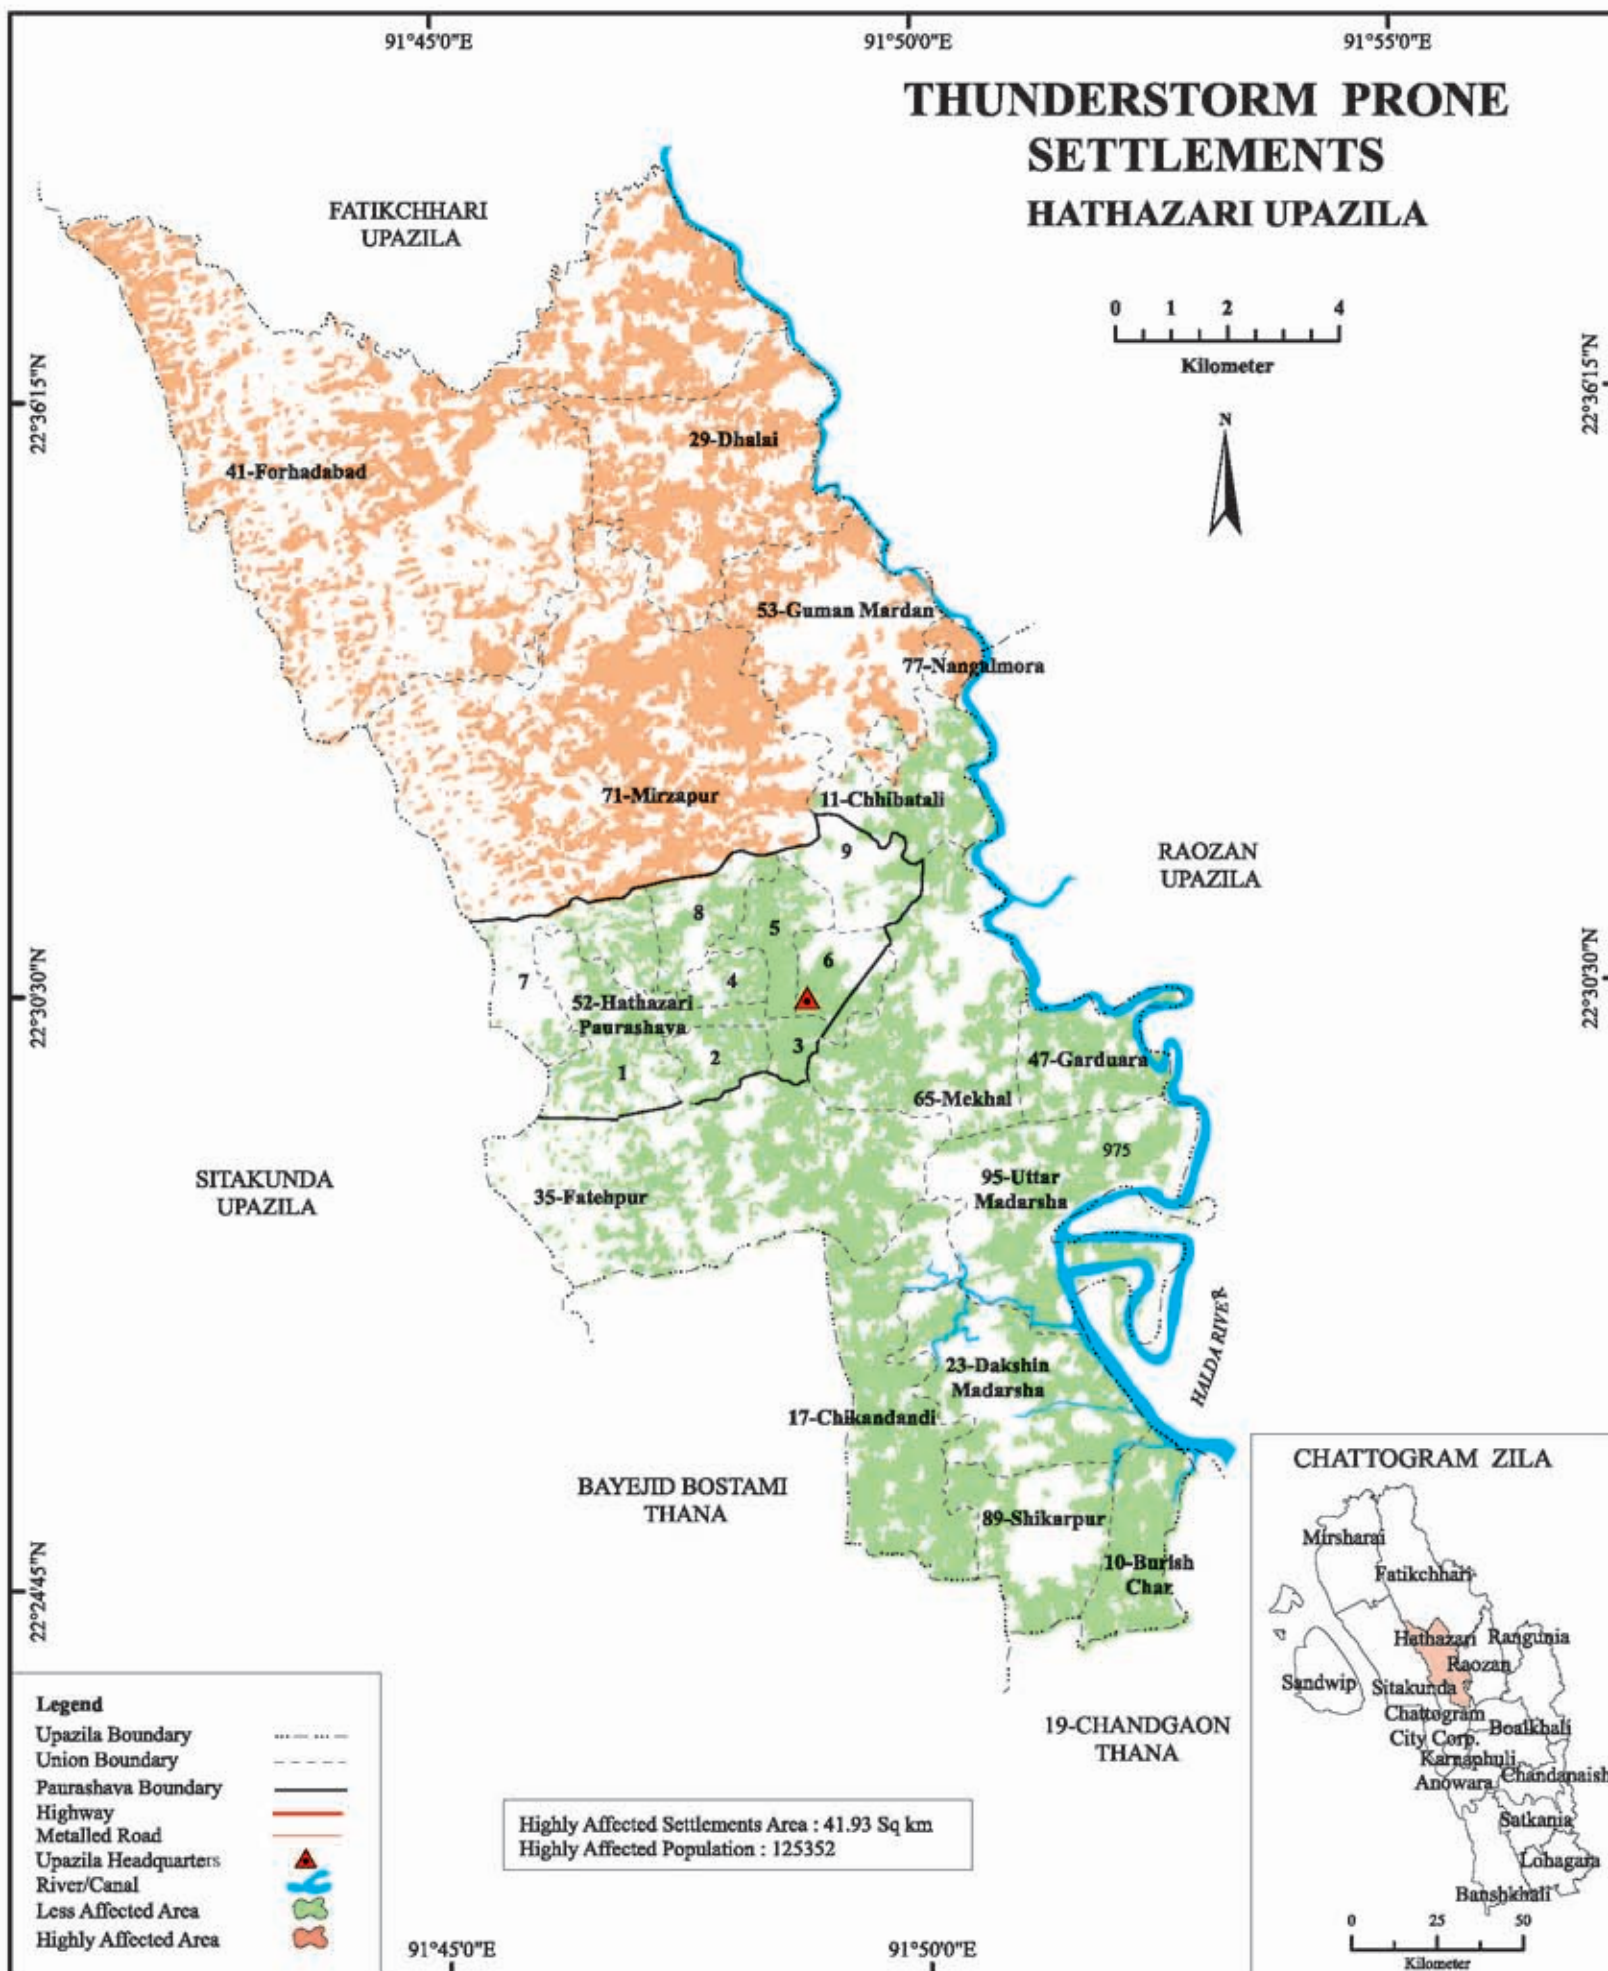 91°45'0"E
91°50'0"E
91°55'0"E
THUNDERSTORM PRONE
SETTLEMENTS
HATHAZARI UPAZILA
FATIKCHHARI
UPAZILA
0 1 2 4
Kilometer
22°36'15"N
22°36'15"N
N
29-Dhalai
41-Forhadabad
53-Guman Mardan
77-Nangalmora
71-Mirzapur
11-Chhibatali
9
RAOZAN
UPAZILA
8
5
6
7
4
22°30'30"N
22°30'30"N
52-Hathazari
Paurashava
3
2
1
47-Garduara
65-Mekhal
975
95-Uttar
Madarsha
SITAKUNDA
UPAZILA
35-Fatehpur
HALDA RIVER
23-Dakshin
Madarsha
17-Chikandandi
BAYEJID BOSTAMI
THANA
89-Shikarpur
10-Burish
Char
22°24'45"N
19-CHANDGAON
THANA
CHATTOGRAM ZILA
Mirsharai
Fatikchhari
Hathazari
Rangunia
Raozan
Sandwip
Sitakunda
Chattogram
City Corp.
Boalkhali
Karnaphuli
Anowara
Chandanaish
Satkania
Lohagara
Banshkhali
0 25 50
Kilometer
Legend
Upazila Boundary
Union Boundary
Paurashava Boundary
Highway
Metalled Road
Upazila Headquarters
River/Canal
Less Affected Area
Highly Affected Area
Highly Affected Settlements Area : 41.93 Sq km
Highly Affected Population : 125352
91°45'0"E
91°50'0"E